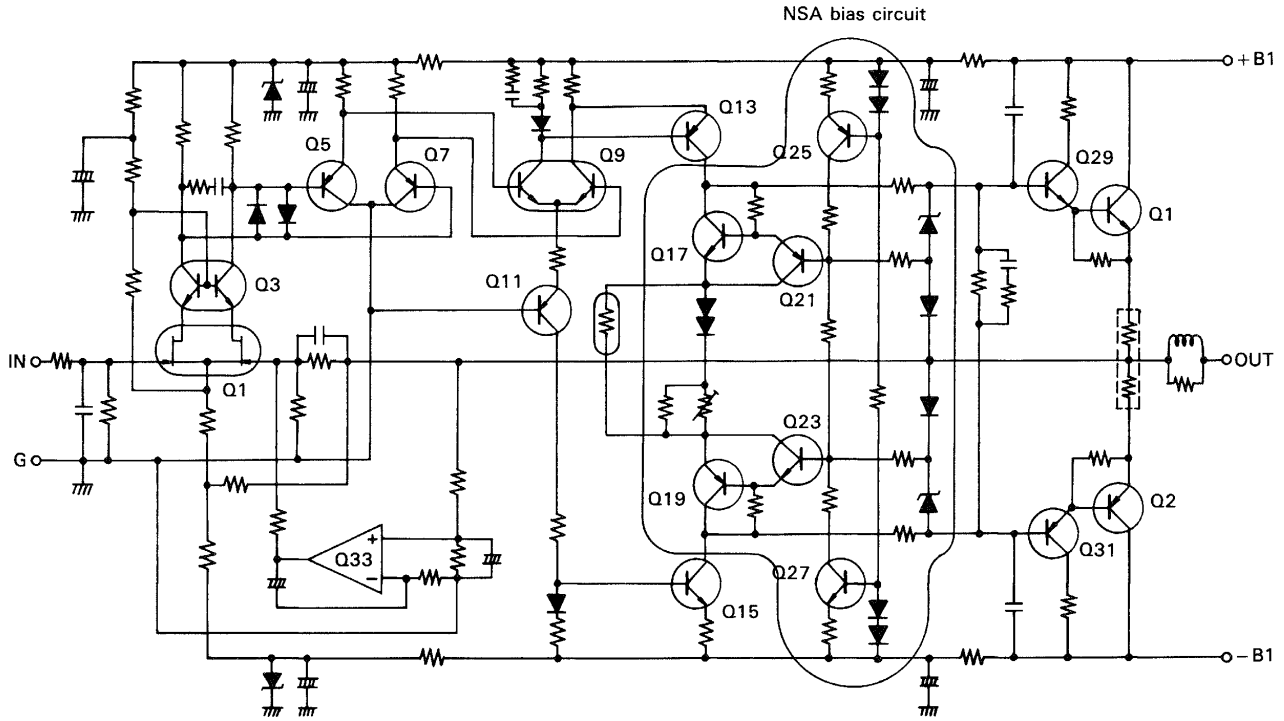 NSA bias circuit
+B1
Q13
Q5
Q7
Q9
Q25
Q29
Q1
Q17
Q3
Q11
Q21
IN
Q1
OUT
Q23
G
Q19
Q2
Q33
+
−
Q31
Q27
Q15
−B1